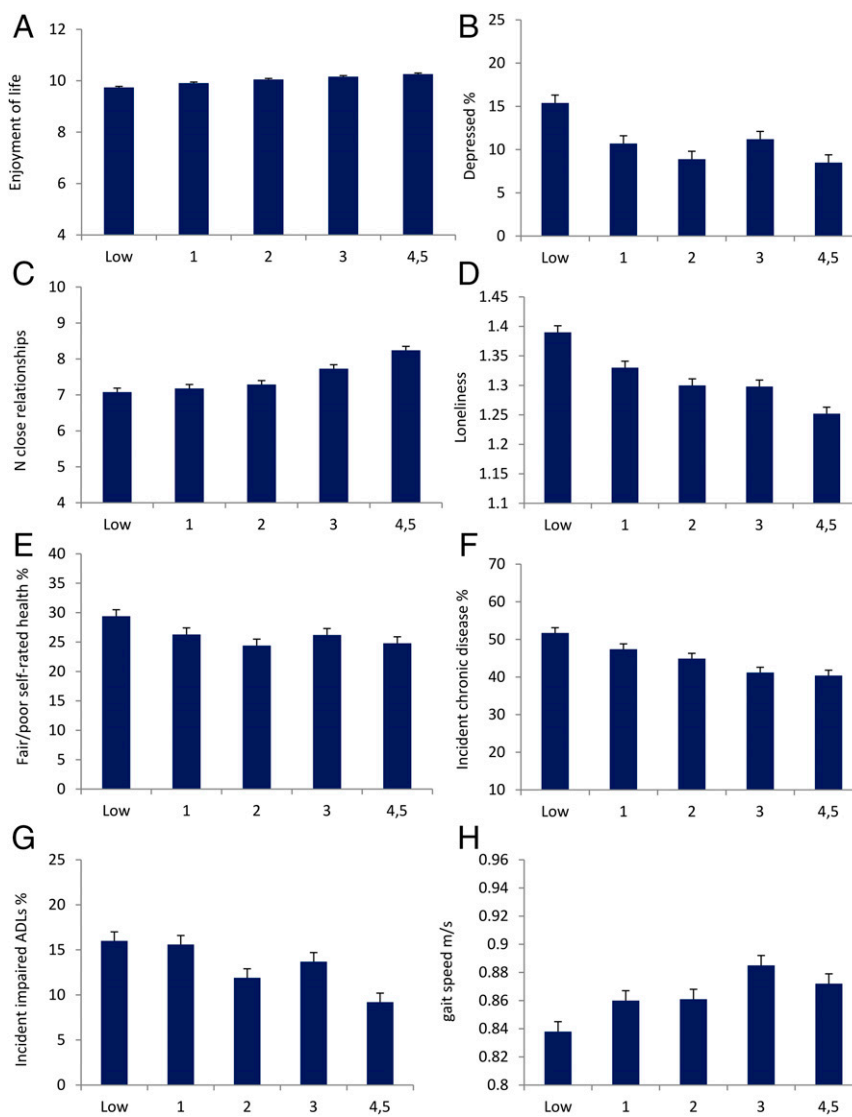 A
Enjoyment of life
12
10
8
6
4
Low 1 2 3 4,5
B
Depressed %
25
20
15
10
5
0
Low 1 2 3 4,5
C
N close relationships
10
9
8
7
6
5
4
Low 1 2 3 4,5
D
Loneliness
1.45
1.4
1.35
1.3
1.25
1.2
1.15
1.1
Low 1 2 3 4,5
E
Fair/poor self-rated health %
40
35
30
25
20
15
10
5
0
Low 1 2 3 4,5
F
Incident chronic disease %
70
60
50
40
30
20
10
Low 1 2 3 4,5
G
Incident impaired ADLs %
25
20
15
10
5
0
Low 1 2 3 4,5
H
gait speed m/s
0.96
0.94
0.92
0.9
0.88
0.86
0.84
0.82
0.8
Low 1 2 3 4,5